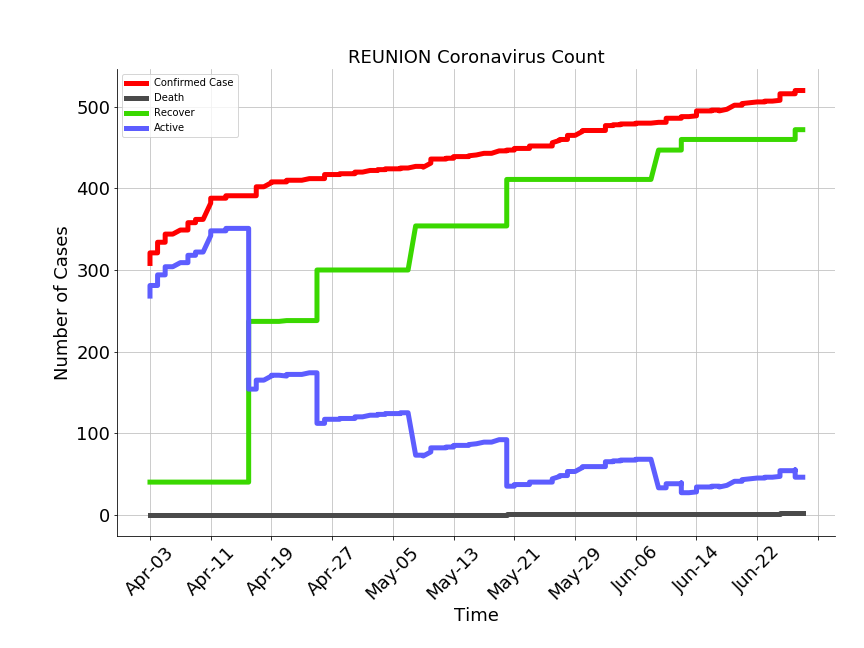 REUNION Coronavirus Count
Confirmed Case
Death
Recover
Active
Number of Cases
500
400
300
200
100
0
Apr-03
Apr-11
Apr-19
Apr-27
May-05
May-13
May-21
May-29
Jun-06
Jun-14
Jun-22
Time